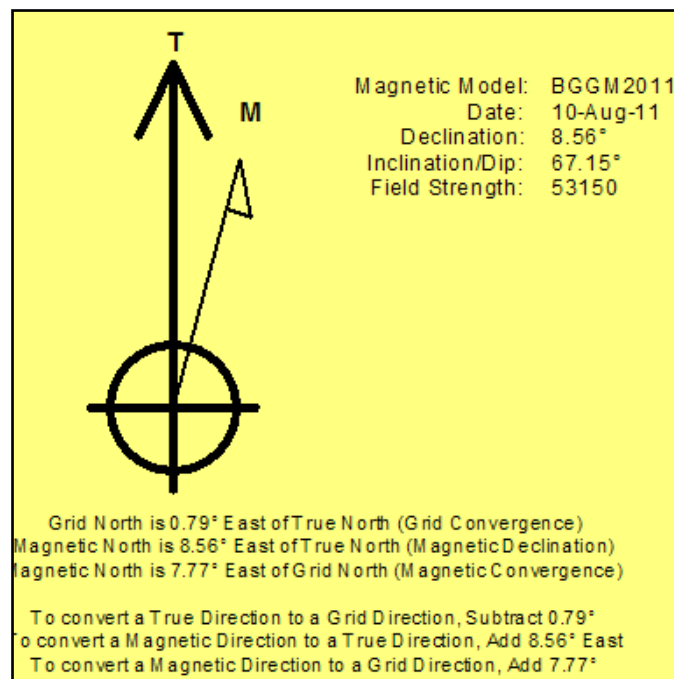 T
M
Magnetic Model: BGGM2011
Date: 10-Aug-11
Declination: 8.56°
Inclination/Dip: 67.15°
Field Strength: 53150
Grid North is 0.79° East of True North (Grid Convergence)
Magnetic North is 8.56° East of True North (Magnetic Declination)
Magnetic North is 7.77° East of Grid North (Magnetic Convergence)
To convert a True Direction to a Grid Direction, Subtract 0.79°
To convert a Magnetic Direction to a True Direction, Add 8.56° East
To convert a Magnetic Direction to a Grid Direction, Add 7.77°